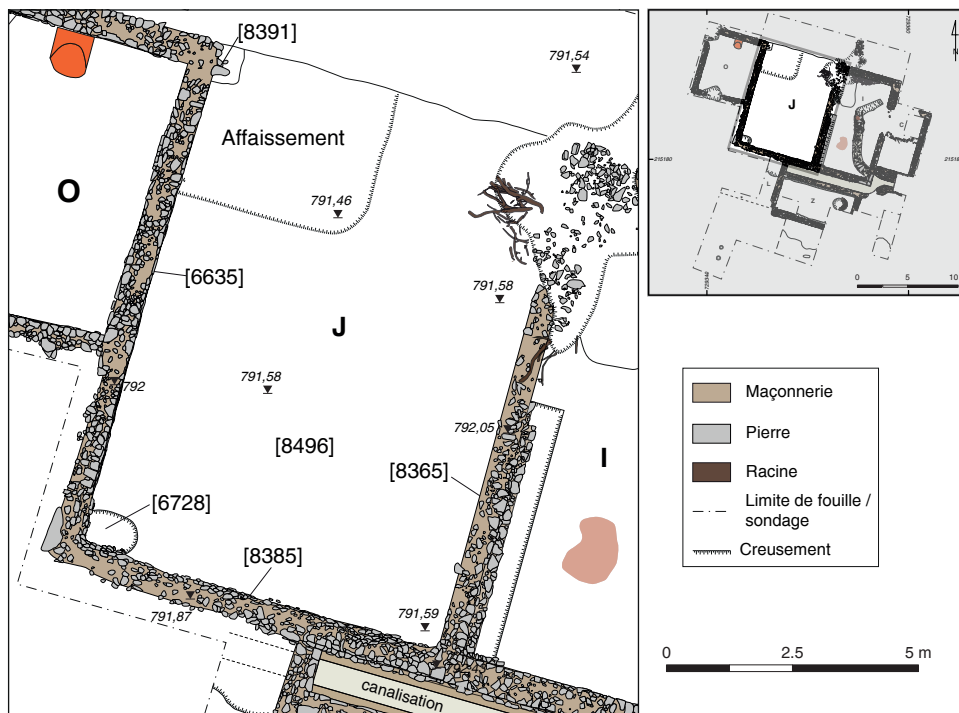 [8391]
791,54
Affaissement
O
791,46
[6635]
791,58
J
791,58
792
792,05
[8496]
I
[8365]
[6728]
[8385]
791,87
791,59
canalisation
N
O
J
I
C
Z
L
215180
0 5 10
Maçonnerie
Pierre
Racine
Limite de fouille /
sondage
Creusement
0 2.5 5 m